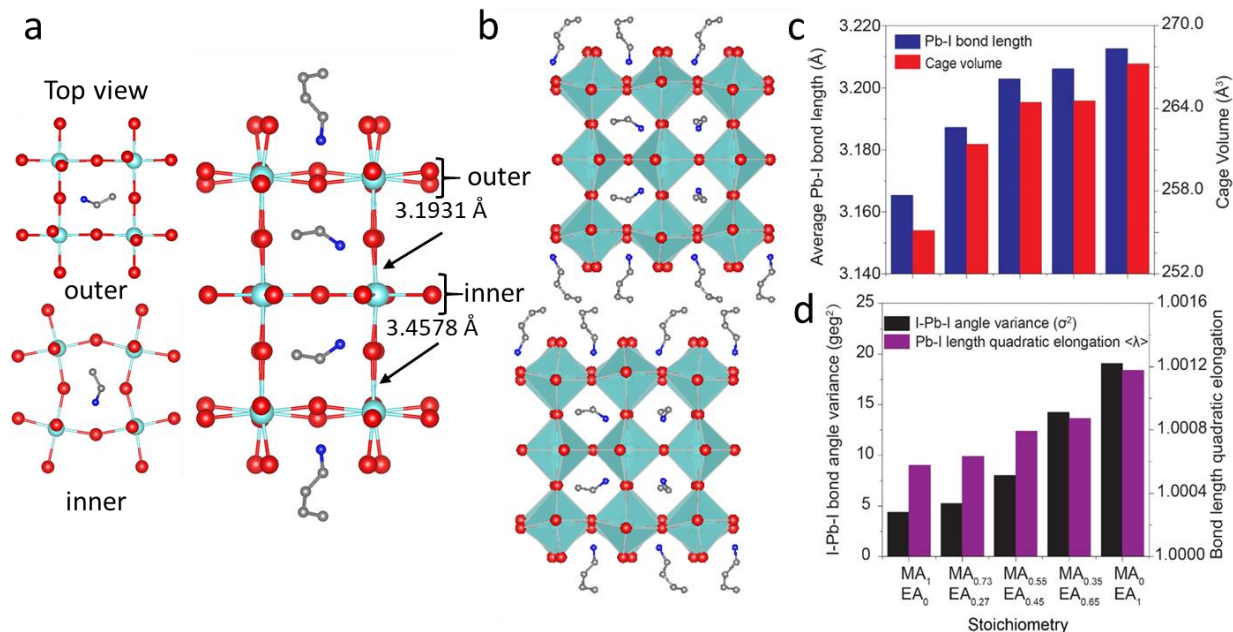 a
Top view
outer
inner
outer
3.1931 Å
inner
3.4578 Å
b
c
Average Pb-I bond length (Å)
3.220
3.200
3.180
3.160
3.140
Pb-I bond length
Cage volume
270.0
264.0
258.0
252.0
Cage Volume (Å³)
d
I-Pb-I bond angle variance (geg²)
25
20
15
10
5
0
I-Pb-I angle variance (σ²)
Pb-I length quadratic elongation <λ>
1.0016
1.0012
1.0008
1.0004
1.0000
Bond length quadratic elongation
MA₁ MA₀.₇₃ MA₀.₅₅ MA₀.₃₅ MA₀
EA₀ EA₀.₂₇ EA₀.₄₅ EA₀.₆₅ EA₁
Stoichiometry